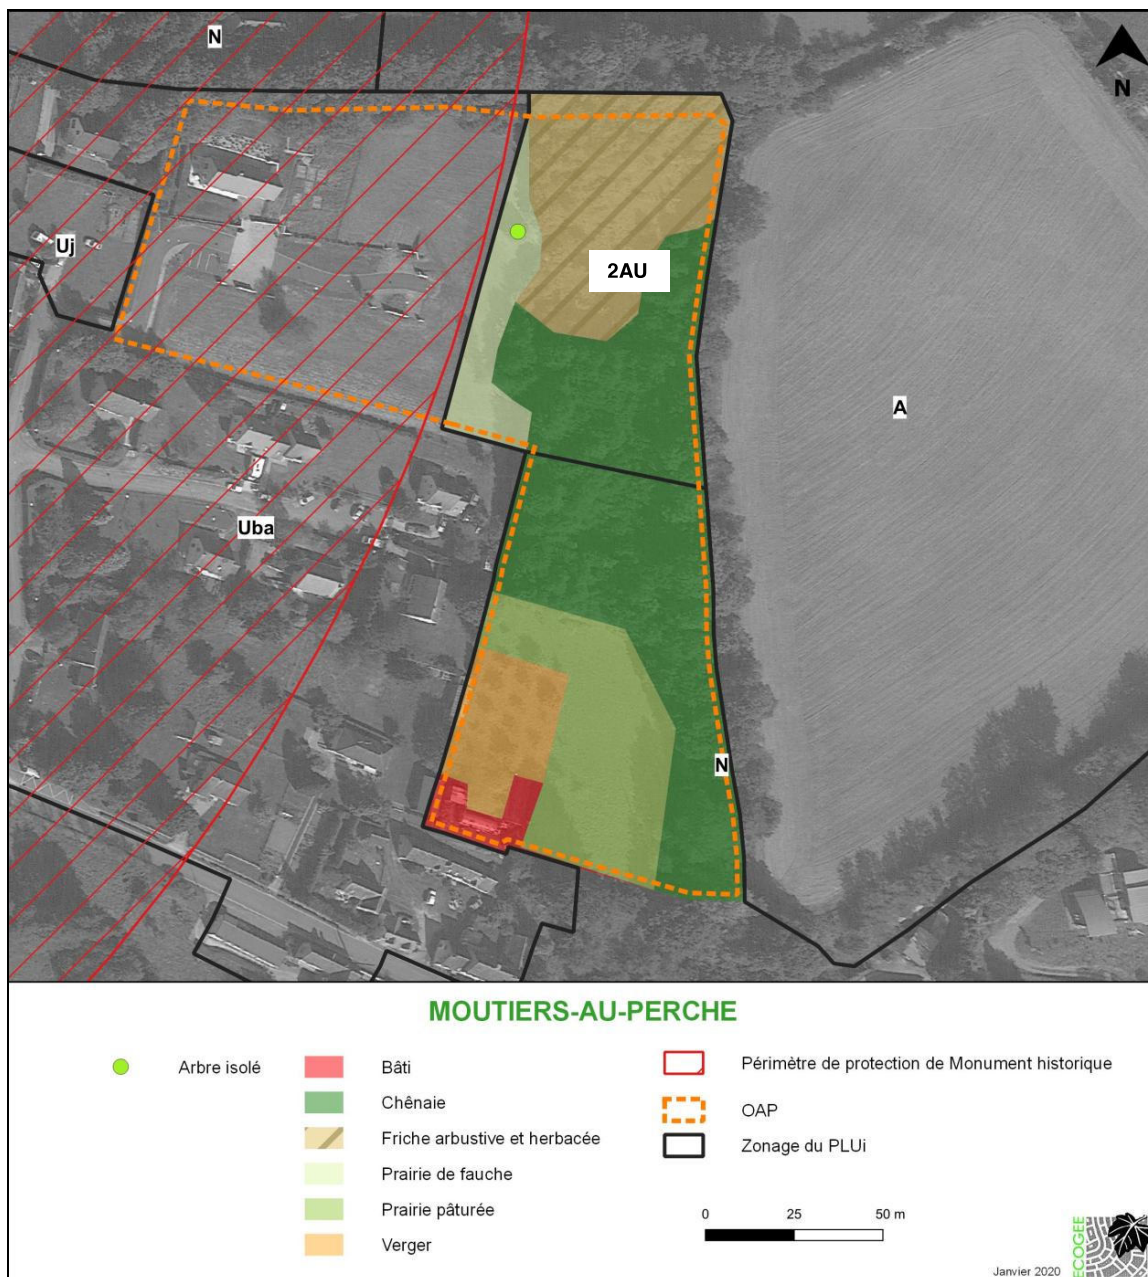 N
N
Uj
2AU
A
Uba
N
MOUTIERS-AU-PERCHE
Arbre isolé
Bâti
Chênaie
Friche arbustive et herbacée
Prairie de fauche
Prairie pâturée
Verger
Périmètre de protection de Monument historique
OAP
Zonage du PLUi
0 25 50 m
ECOGEE
Janvier 2020